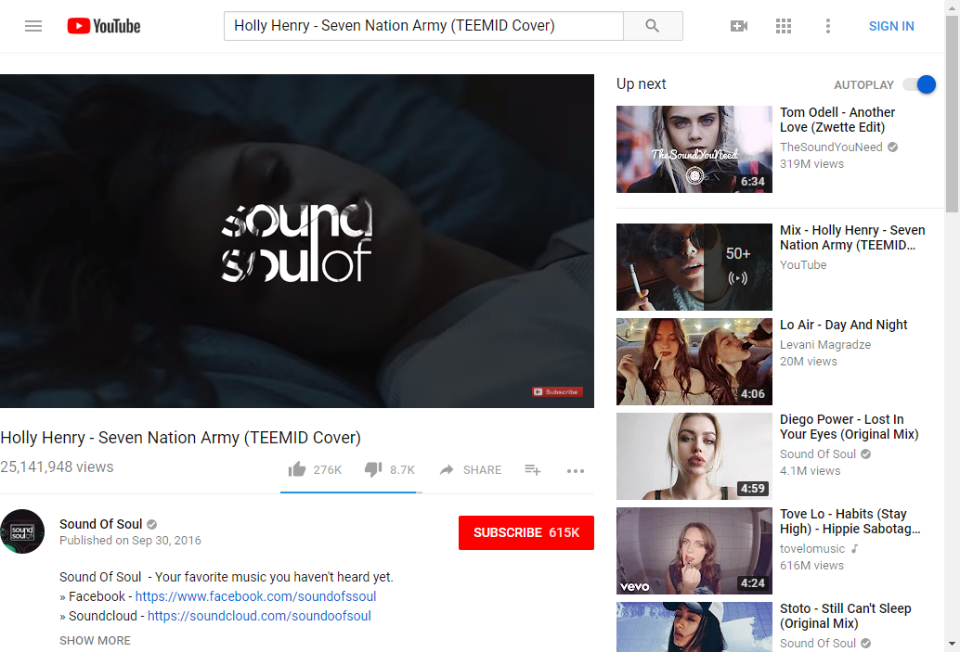 YouTube
Holly Henry - Seven Nation Army (TEEMID Cover)
SIGN IN
sound
soulof
Subscribe
Holly Henry - Seven Nation Army (TEEMID Cover)
25,141,948 views
276K
8.7K
SHARE
sound
soulof
Sound Of Soul
Published on Sep 30, 2016
SUBSCRIBE 615K
Sound Of Soul - Your favorite music you haven't heard yet.
» Facebook - https://www.facebook.com/soundofssoul
» Soundcloud - https://soundcloud.com/soundoofsoul
SHOW MORE
Up next
AUTOPLAY
TheSoundYouNeed
6:34
Tom Odell - Another
Love (Zwette Edit)
TheSoundYouNeed
319M views
50+
Mix - Holly Henry - Seven
Nation Army (TEEMID…
YouTube
4:06
Lo Air - Day And Night
Levani Magradze
20M views
4:59
Diego Power - Lost In
Your Eyes (Original Mix)
Sound Of Soul
4.1M views
vevo
4:24
Tove Lo - Habits (Stay
High) - Hippie Sabotag…
tovelomusic
616M views
Stoto - Still Can't Sleep
(Original Mix)
Sound Of Soul